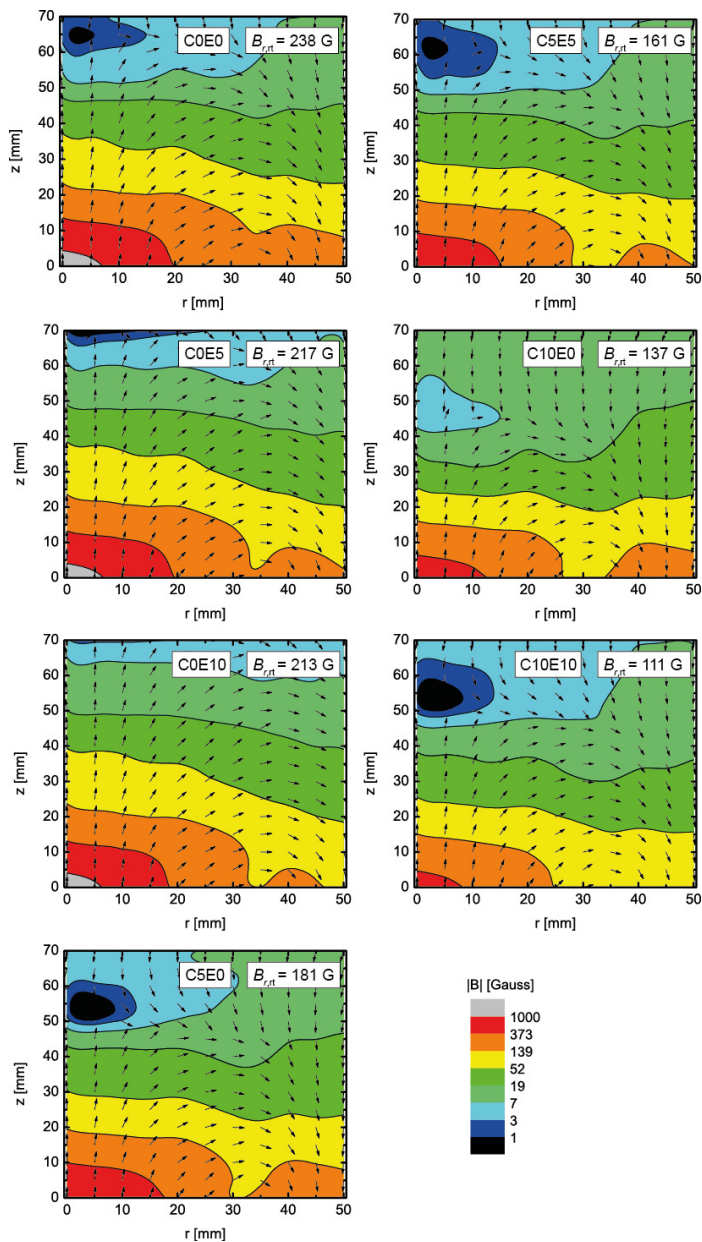 C0E0 B_r,rt = 238 G
70
60
50
40
30
20
10
0
z [mm]
0 10 20 30 40 50
r [mm]
C5E5 B_r,rt = 161 G
70
60
50
40
30
20
10
0
z [mm]
0 10 20 30 40 50
r [mm]
C0E5 B_r,rt = 217 G
70
60
50
40
30
20
10
0
z [mm]
0 10 20 30 40 50
r [mm]
C10E0 B_r,rt = 137 G
70
60
50
40
30
20
10
0
z [mm]
0 10 20 30 40 50
r [mm]
C0E10 B_r,rt = 213 G
70
60
50
40
30
20
10
0
z [mm]
0 10 20 30 40 50
r [mm]
C10E10 B_r,rt = 111 G
70
60
50
40
30
20
10
0
z [mm]
0 10 20 30 40 50
r [mm]
C5E0 B_r,rt = 181 G
70
60
50
40
30
20
10
0
z [mm]
0 10 20 30 40 50
r [mm]
|B| [Gauss]
1000
373
139
52
19
7
3
1